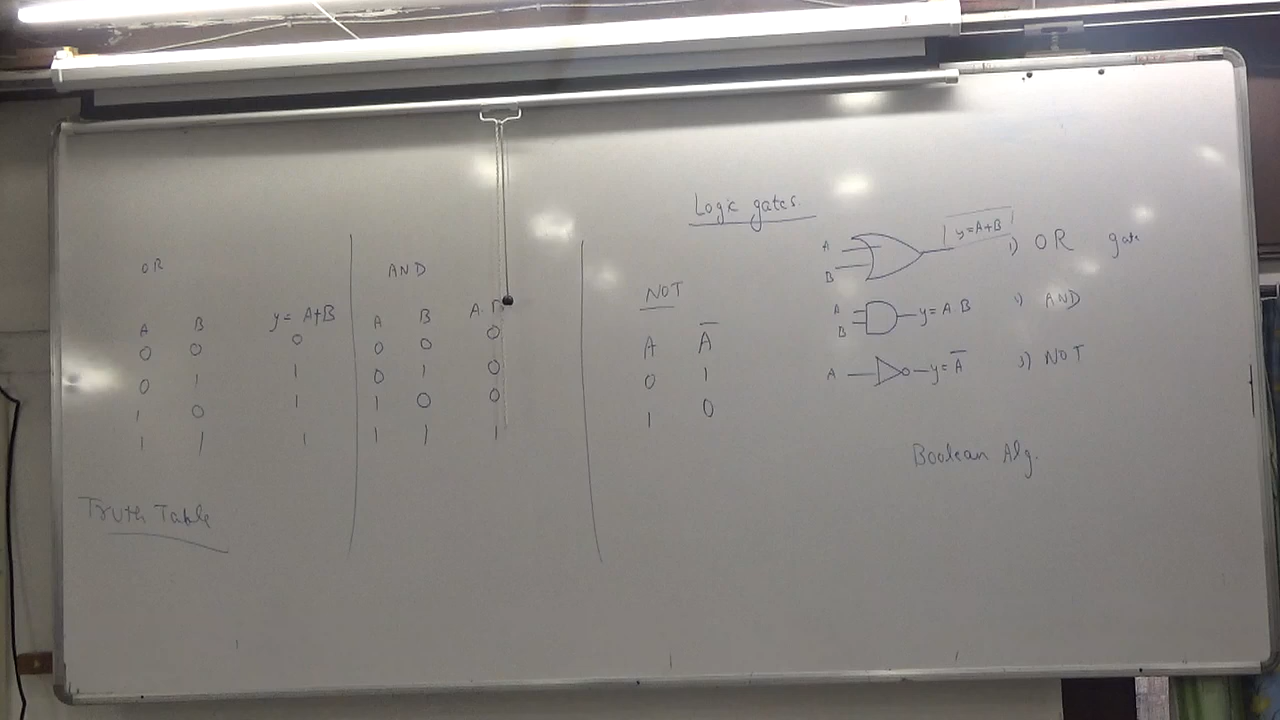 Logic gates.
OR
A B y = A+B
0 0 0
0 1 1
1 0 1
1 1 1
Truth Table
AND
A B A.B
0 0 0
0 1 0
1 0 0
1 1 1
NOT
A A̅
0 1
1 0
A
B
y=A+B
1) OR gate
A
B
y=A.B
AND
A
y=A̅
3) NOT
Boolean Alg.